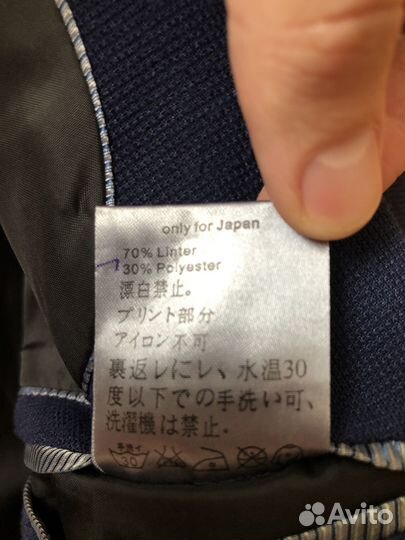 only for Japan
70% Linter
30% Polyester
漂白禁止。
プリント部分
アイロン不可
裏返しにし、水温30
度以下での手洗い可、
洗濯機は禁止。
手洗イ
30
Avito